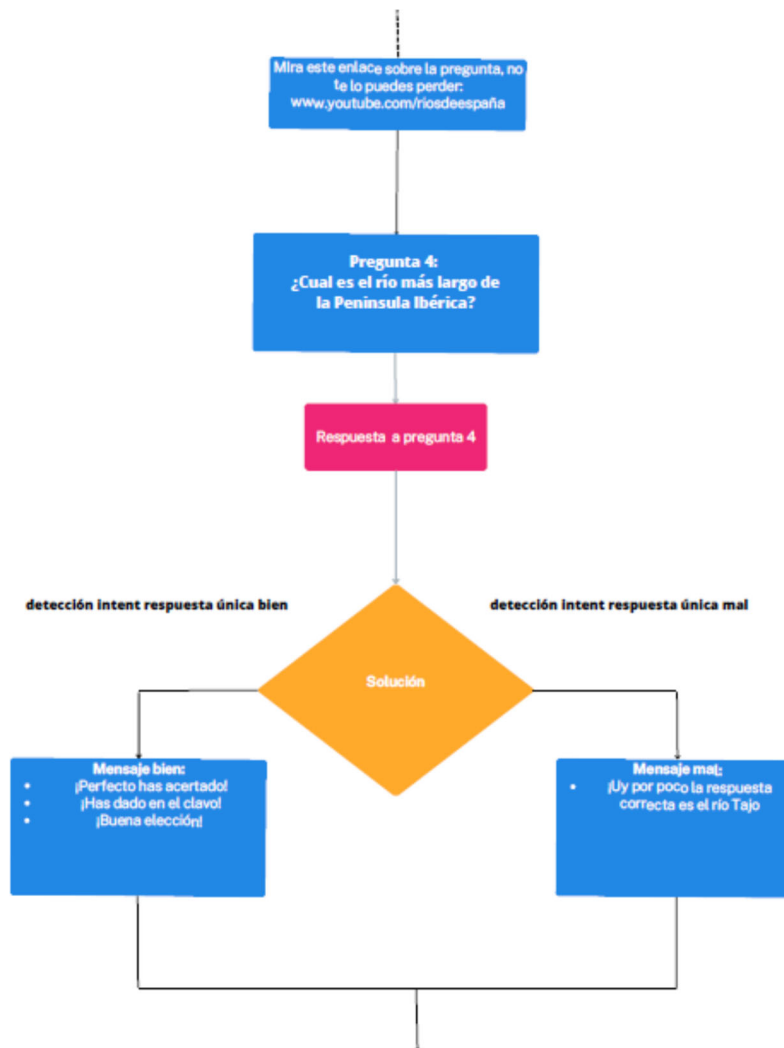 Mira este enlace sobre la pregunta, no
te lo puedes perder:
www.youtube.com/riosdeespaña
Pregunta 4:
¿Cual es el río más largo de
la Peninsula Ibérica?
Respuesta a pregunta 4
detección intent respuesta única bien
detección intent respuesta única mal
Solución
Mensaje bien:
• ¡Perfecto has acertado!
• ¡Has dado en el clavo!
• ¡Buena elección!
Mensaje mal:
• ¡Uy por poco la respuesta
correcta es el río Tajo